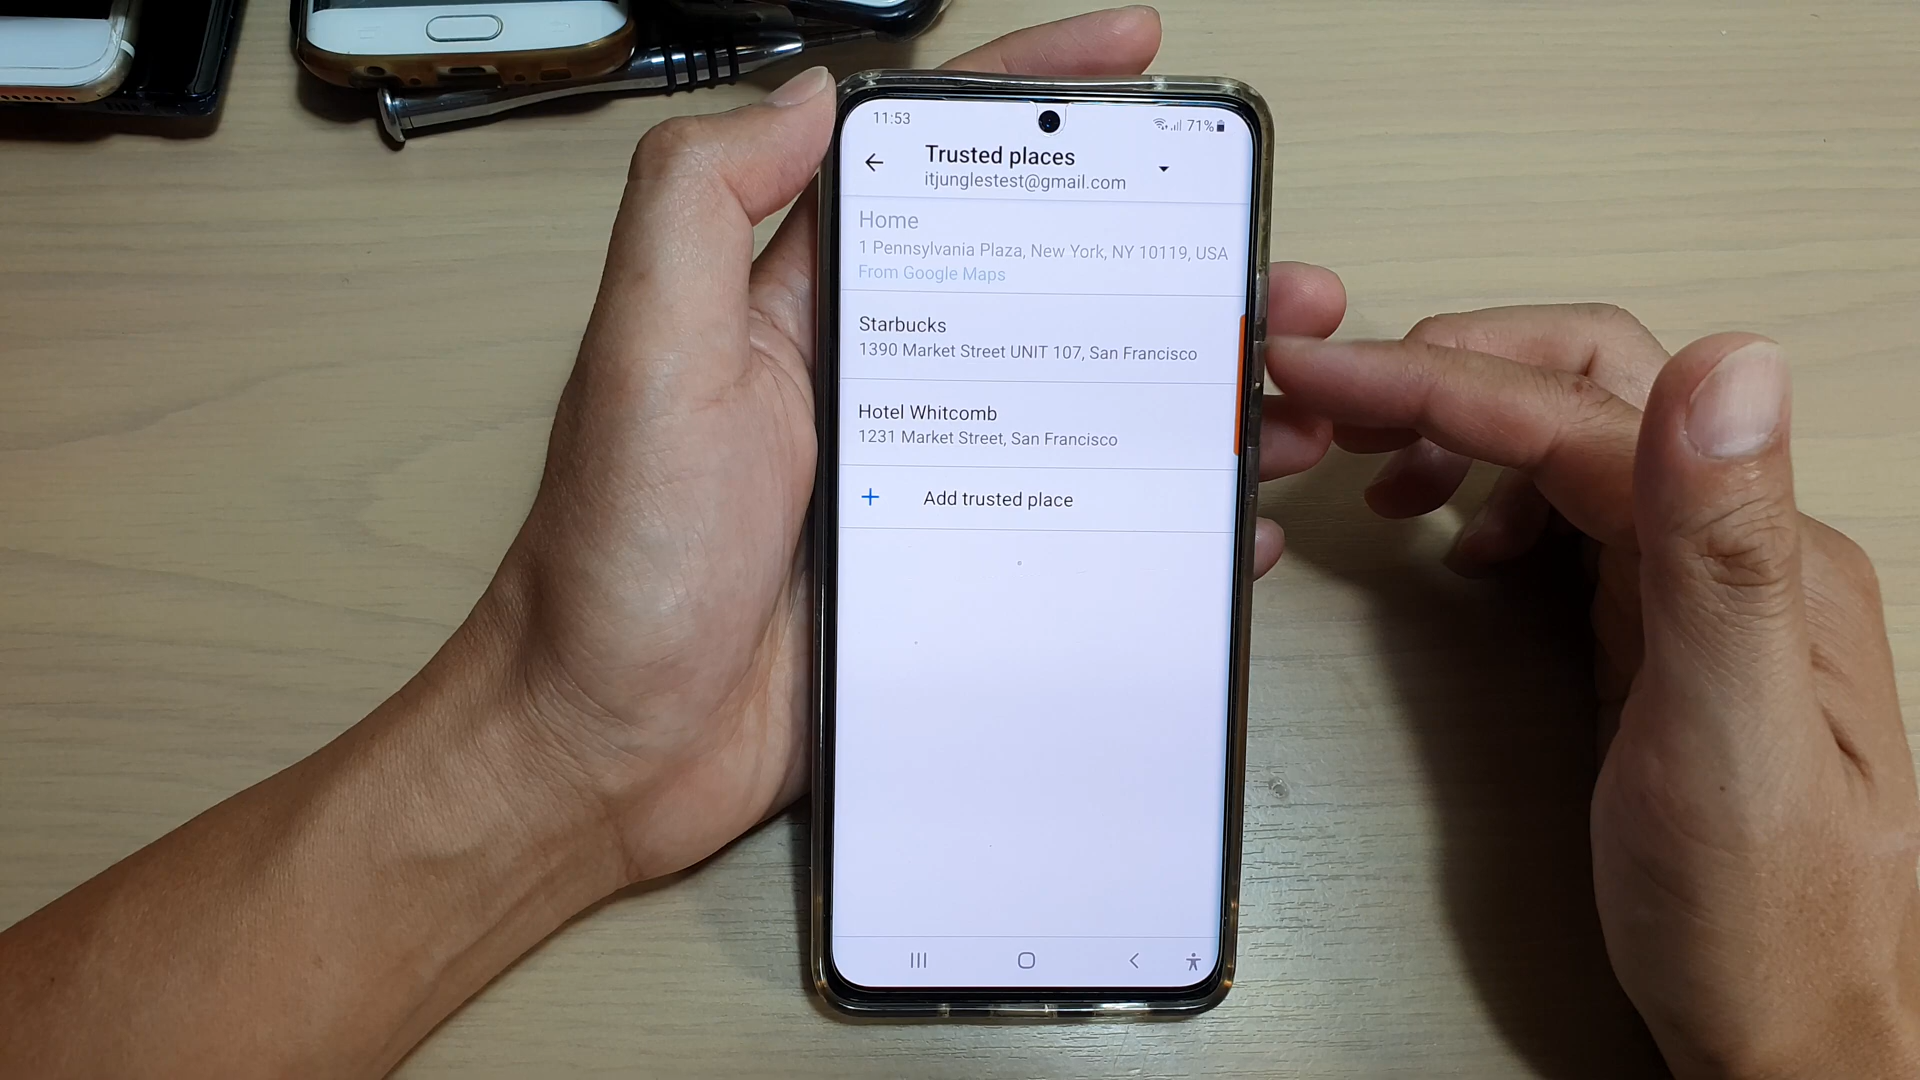 11:53
71%
Trusted places
itjunglestest@gmail.com
Home
1 Pennsylvania Plaza, New York, NY 10119, USA
From Google Maps
Starbucks
1390 Market Street UNIT 107, San Francisco
Hotel Whitcomb
1231 Market Street, San Francisco
+ Add trusted place